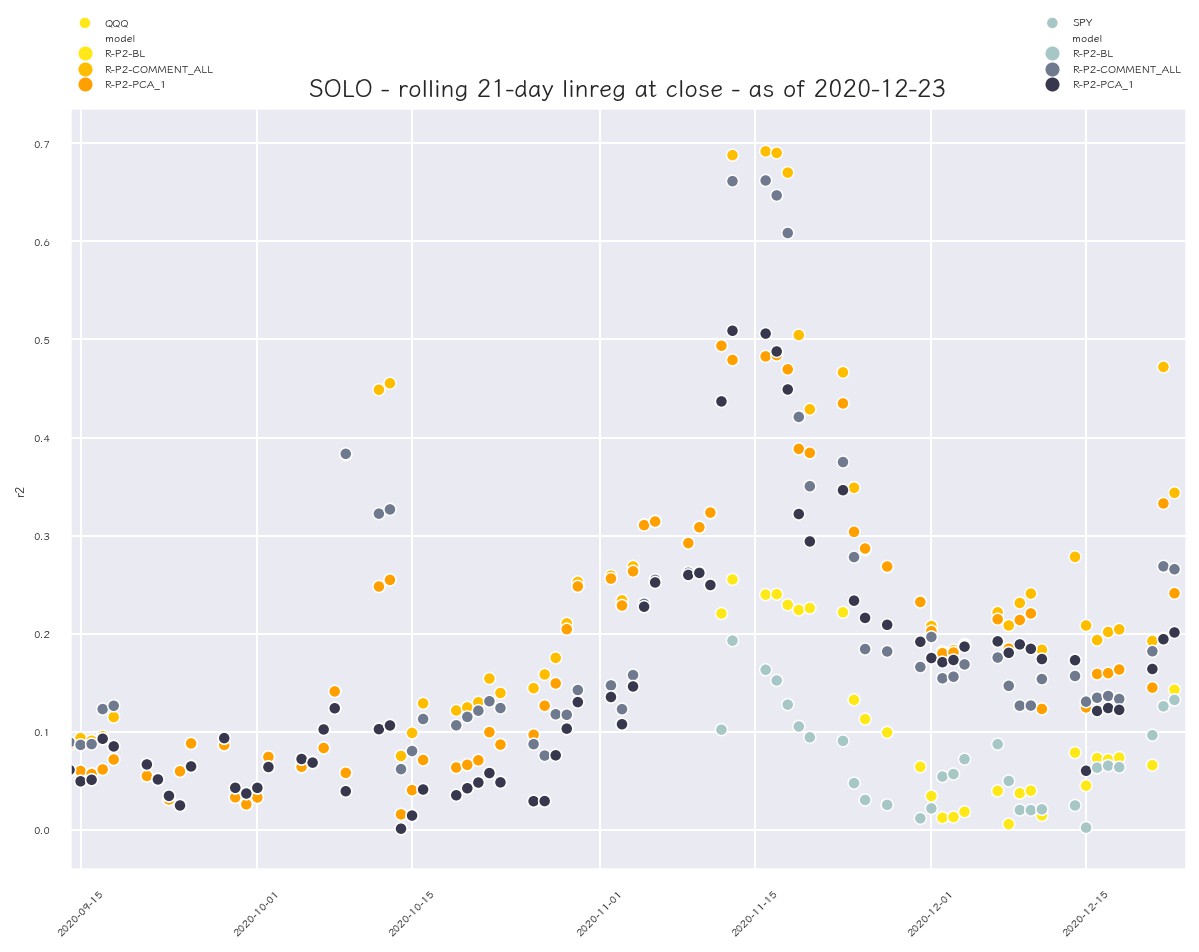 QQQ
model
R-P2-BL
R-P2-COMMENT_ALL
R-P2-PCA_1
SPY
model
R-P2-BL
R-P2-COMMENT_ALL
R-P2-PCA_1
SOLO - rolling 21-day linreg at close - as of 2020-12-23
0.7
0.6
0.5
0.4
0.3
0.2
0.1
0.0
r2
2020-09-15
2020-10-01
2020-10-15
2020-11-01
2020-11-15
2020-12-01
2020-12-15